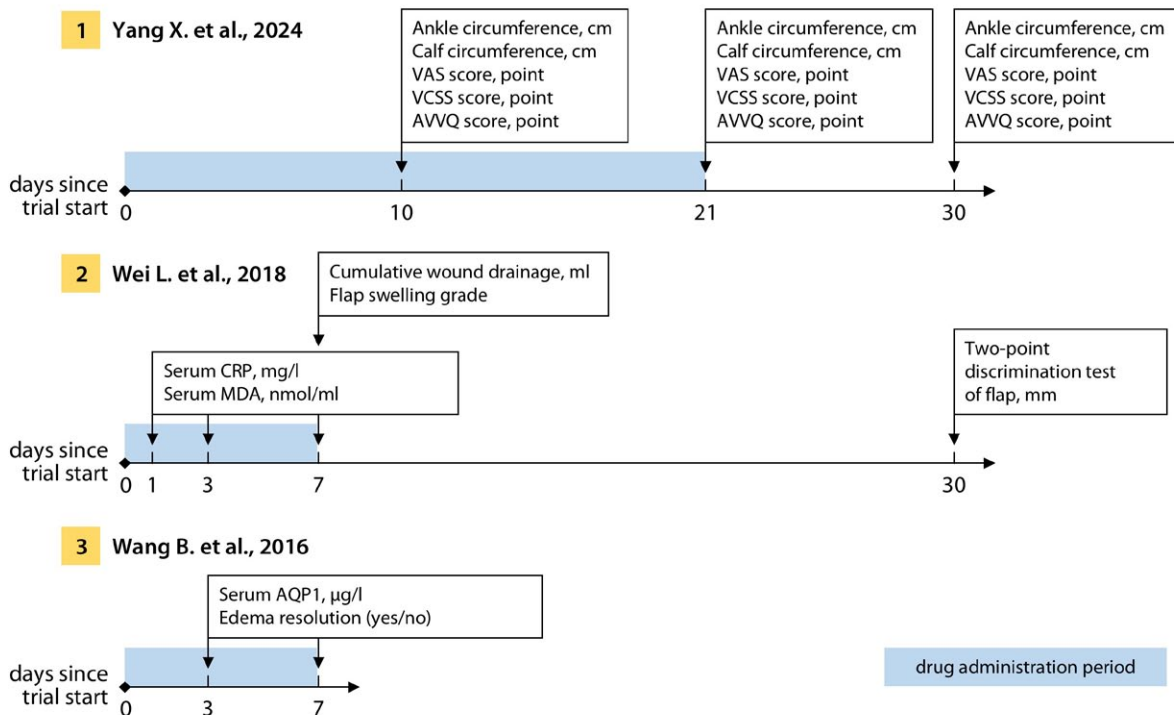 1 Yang X. et al., 2024
Ankle circumference, cm
Calf circumference, cm
VAS score, point
VCSS score, point
AVVQ score, point
Ankle circumference, cm
Calf circumference, cm
VAS score, point
VCSS score, point
AVVQ score, point
Ankle circumference, cm
Calf circumference, cm
VAS score, point
VCSS score, point
AVVQ score, point
days since
trial start
0 10 21 30
2 Wei L. et al., 2018
Cumulative wound drainage, ml
Flap swelling grade
Serum CRP, mg/l
Serum MDA, nmol/ml
Two-point
discrimination test
of flap, mm
days since
trial start
0 1 3 7 30
3 Wang B. et al., 2016
Serum AQP1, μg/l
Edema resolution (yes/no)
days since
trial start
0 3 7
drug administration period